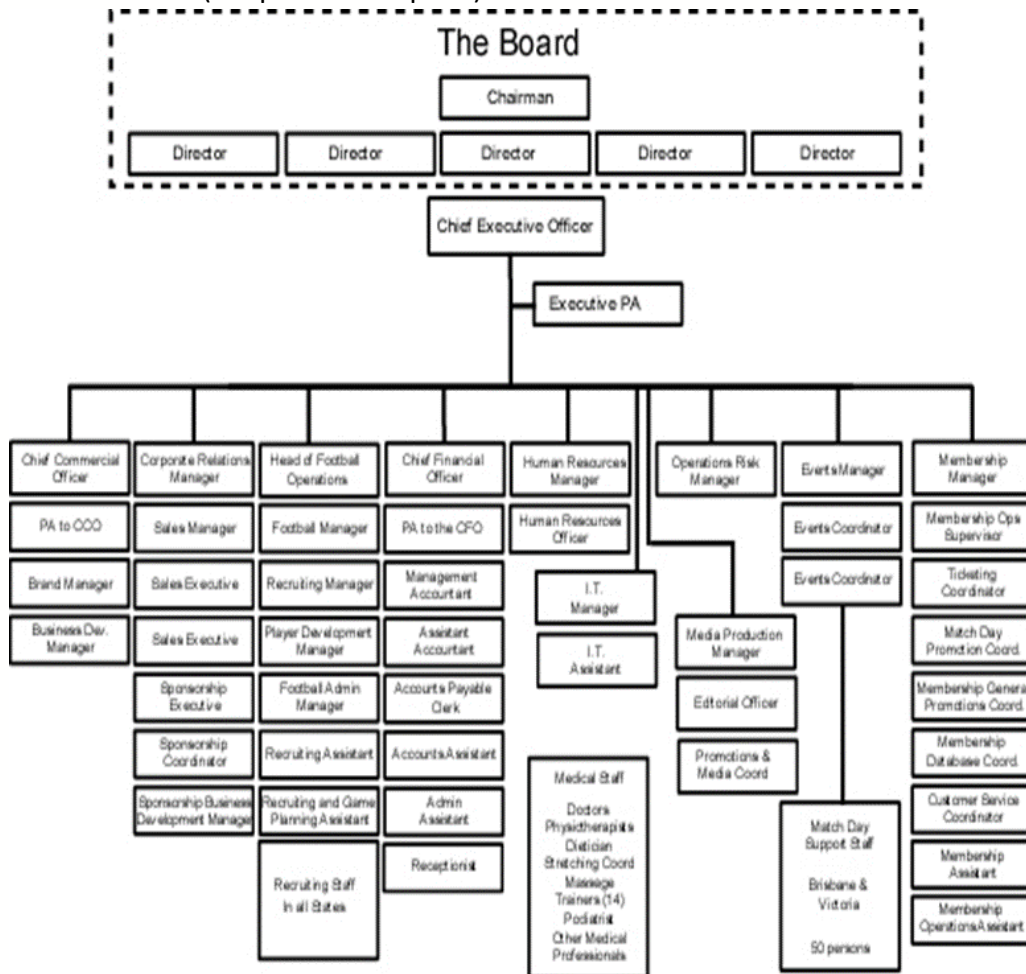 The Board
Chairman
Director
Director
Director
Director
Director
Chief Executive Officer
Executive PA
Chief Commercial
Officer
PA to CCO
Brand Manager
Business Dev.
Manager
Corporate Relations
Manager
Sales Manager
Sales Executive
Sales Executive
Sponsorship
Executive
Sponsorship
Coordinator
Sponsorship Business
Development Manager
Head of Football
Operations
Football Manager
Recruiting Manager
Player Development
Manager
Football Admin
Manager
Recruiting Assistant
Recruiting and Game
Planning Assistant
Recruiting Staff
In all States
Chief Financial
Officer
PA to the CFO
Management
Accountant
Assistant
Accountant
Accounts Payable
Clerk
Accounts Assistant
Admin
Assistant
Receptionist
Human Resources
Manager
Human Resources
Officer
I.T.
Manager
I.T.
Assistant
Medical Staff
Doctors
Physiotherapists
Dietician
Stretching Coord
Massage
Trainers (14)
Podiatrist
Other Medical
Professionals
Operations Risk
Manager
Media Production
Manager
Editorial Officer
Promotions &
Media Coord
Events Manager
Events Coordinator
Events Coordinator
Match Day
Support Staff
Brisbane &
Victoria
50 persons
Membership
Manager
Membership Ops
Supervisor
Ticketing
Coordinator
Match Day
Promotion Coord.
Membership General
Promotions Coord.
Membership
Database Coord.
Customer Service
Coordinator
Membership
Assistant
Membership
Operations Assistant